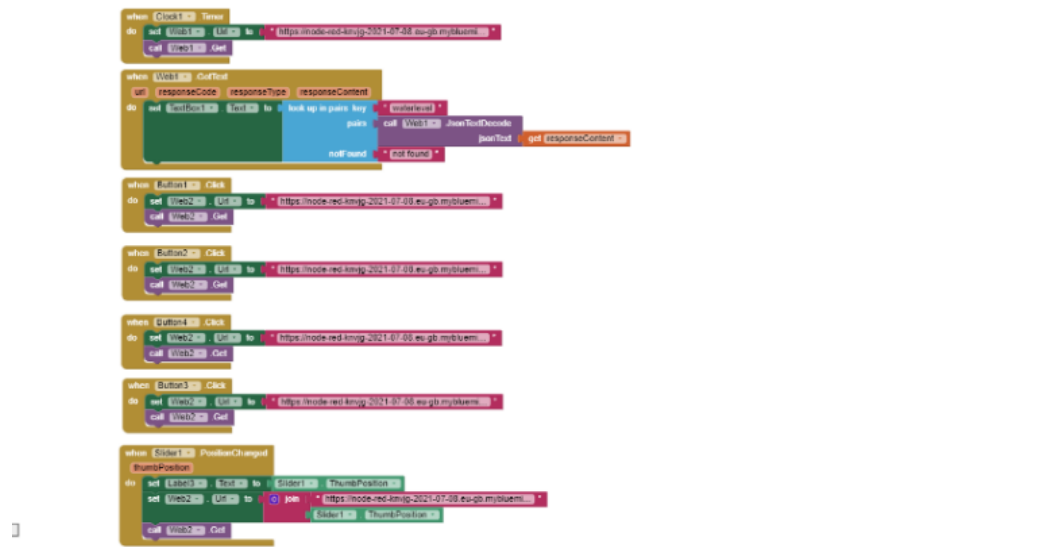 when Clock1 .Timer
do set Web1 . Url to " https://node-red-kmvjg-2021-07-08.eu-gb.mybluemi... "
call Web1 .Get
when Web1 .GotText
url responseCode responseType responseContent
do set TextBox1 . Text to look up in pairs key " waterlevel "
pairs call Web1 .JsonTextDecode
jsonText get responseContent
notFound " not found "
when Button1 .Click
do set Web2 . Url to " https://node-red-kmvjg-2021-07-08.eu-gb.mybluemi... "
call Web2 .Get
when Button2 .Click
do set Web2 . Url to " https://node-red-kmvjg-2021-07-08.eu-gb.mybluemi... "
call Web2 .Get
when Button4 .Click
do set Web2 . Url to " https://node-red-kmvjg-2021-07-08.eu-gb.mybluemi... "
call Web2 .Get
when Button3 .Click
do set Web2 . Url to " https://node-red-kmvjg-2021-07-08.eu-gb.mybluemi... "
call Web2 .Get
when Slider1 .PositionChanged
thumbPosition
do set Label3 . Text to Slider1 . ThumbPosition
set Web2 . Url to join " https://node-red-kmvjg-2021-07-08.eu-gb.mybluemi... "
Slider1 . ThumbPosition
call Web2 .Get